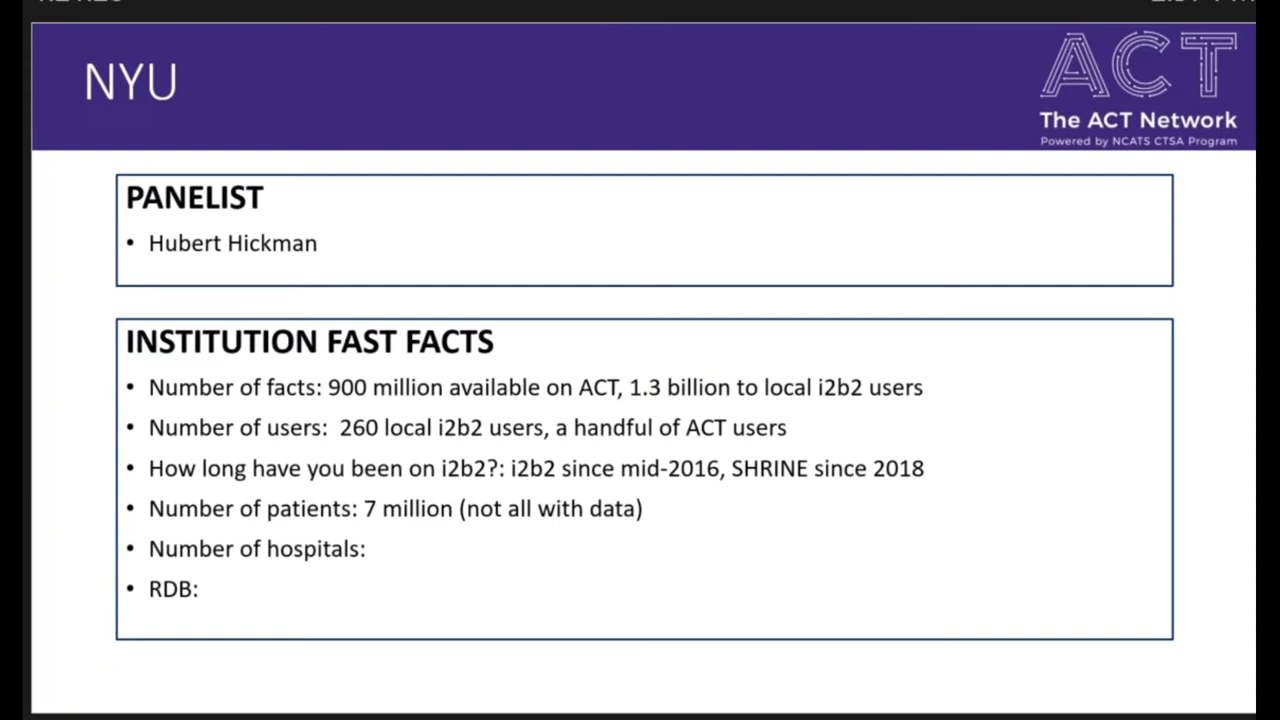 NYU
ACT
The ACT Network
Powered by NCATS CTSA Program
PANELIST
• Hubert Hickman
INSTITUTION FAST FACTS
• Number of facts: 900 million available on ACT, 1.3 billion to local i2b2 users
• Number of users:  260 local i2b2 users, a handful of ACT users
• How long have you been on i2b2?: i2b2 since mid-2016, SHRINE since 2018
• Number of patients: 7 million (not all with data)
• Number of hospitals:
• RDB: